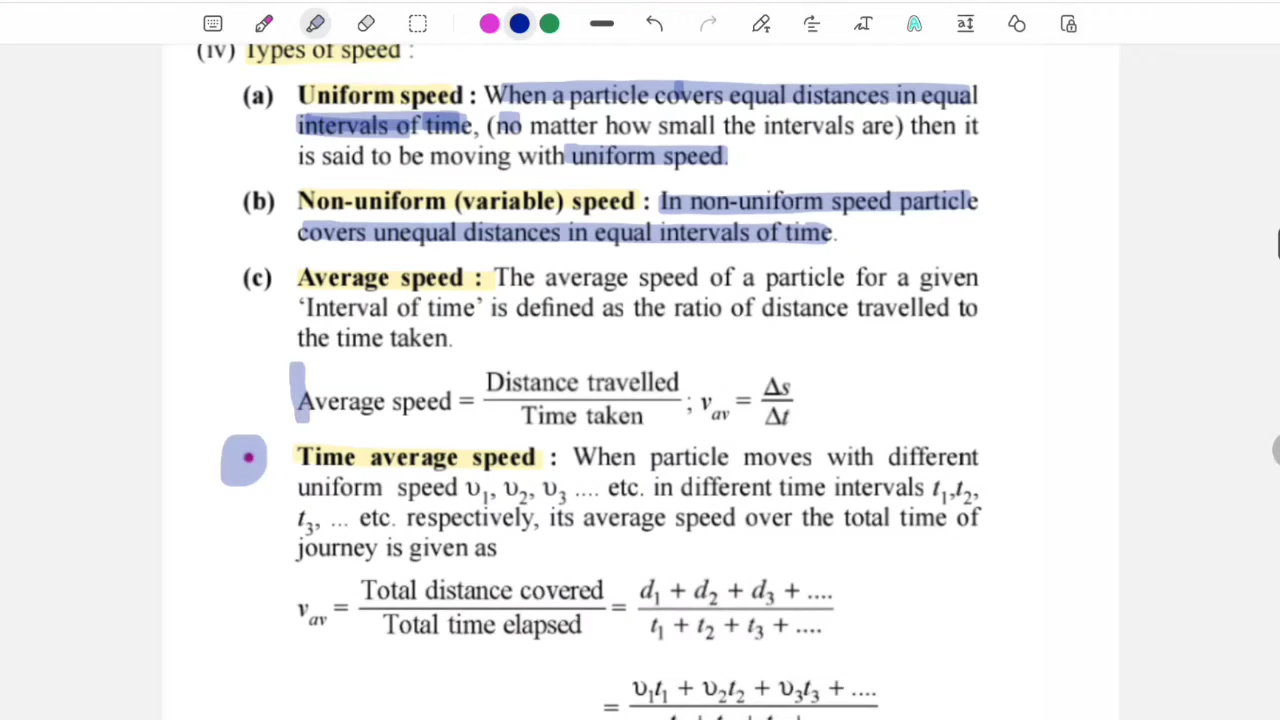 (iv) Types of speed :
(a) Uniform speed : When a particle covers equal distances in equal
intervals of time, (no matter how small the intervals are) then it
is said to be moving with uniform speed.
(b) Non-uniform (variable) speed : In non-uniform speed particle
covers unequal distances in equal intervals of time.
(c) Average speed : The average speed of a particle for a given
‘Interval of time’ is defined as the ratio of distance travelled to
the time taken.
Average speed = Distance travelled / Time taken ; v_av = Δs / Δt
• Time average speed : When particle moves with different
uniform speed υ₁, υ₂, υ₃ .... etc. in different time intervals t₁,t₂,
t₃, ... etc. respectively, its average speed over the total time of
journey is given as
v_av = Total distance covered / Total time elapsed = d₁ + d₂ + d₃ + .... / t₁ + t₂ + t₃ + ....
= υ₁t₁ + υ₂t₂ + υ₃t₃ + ....